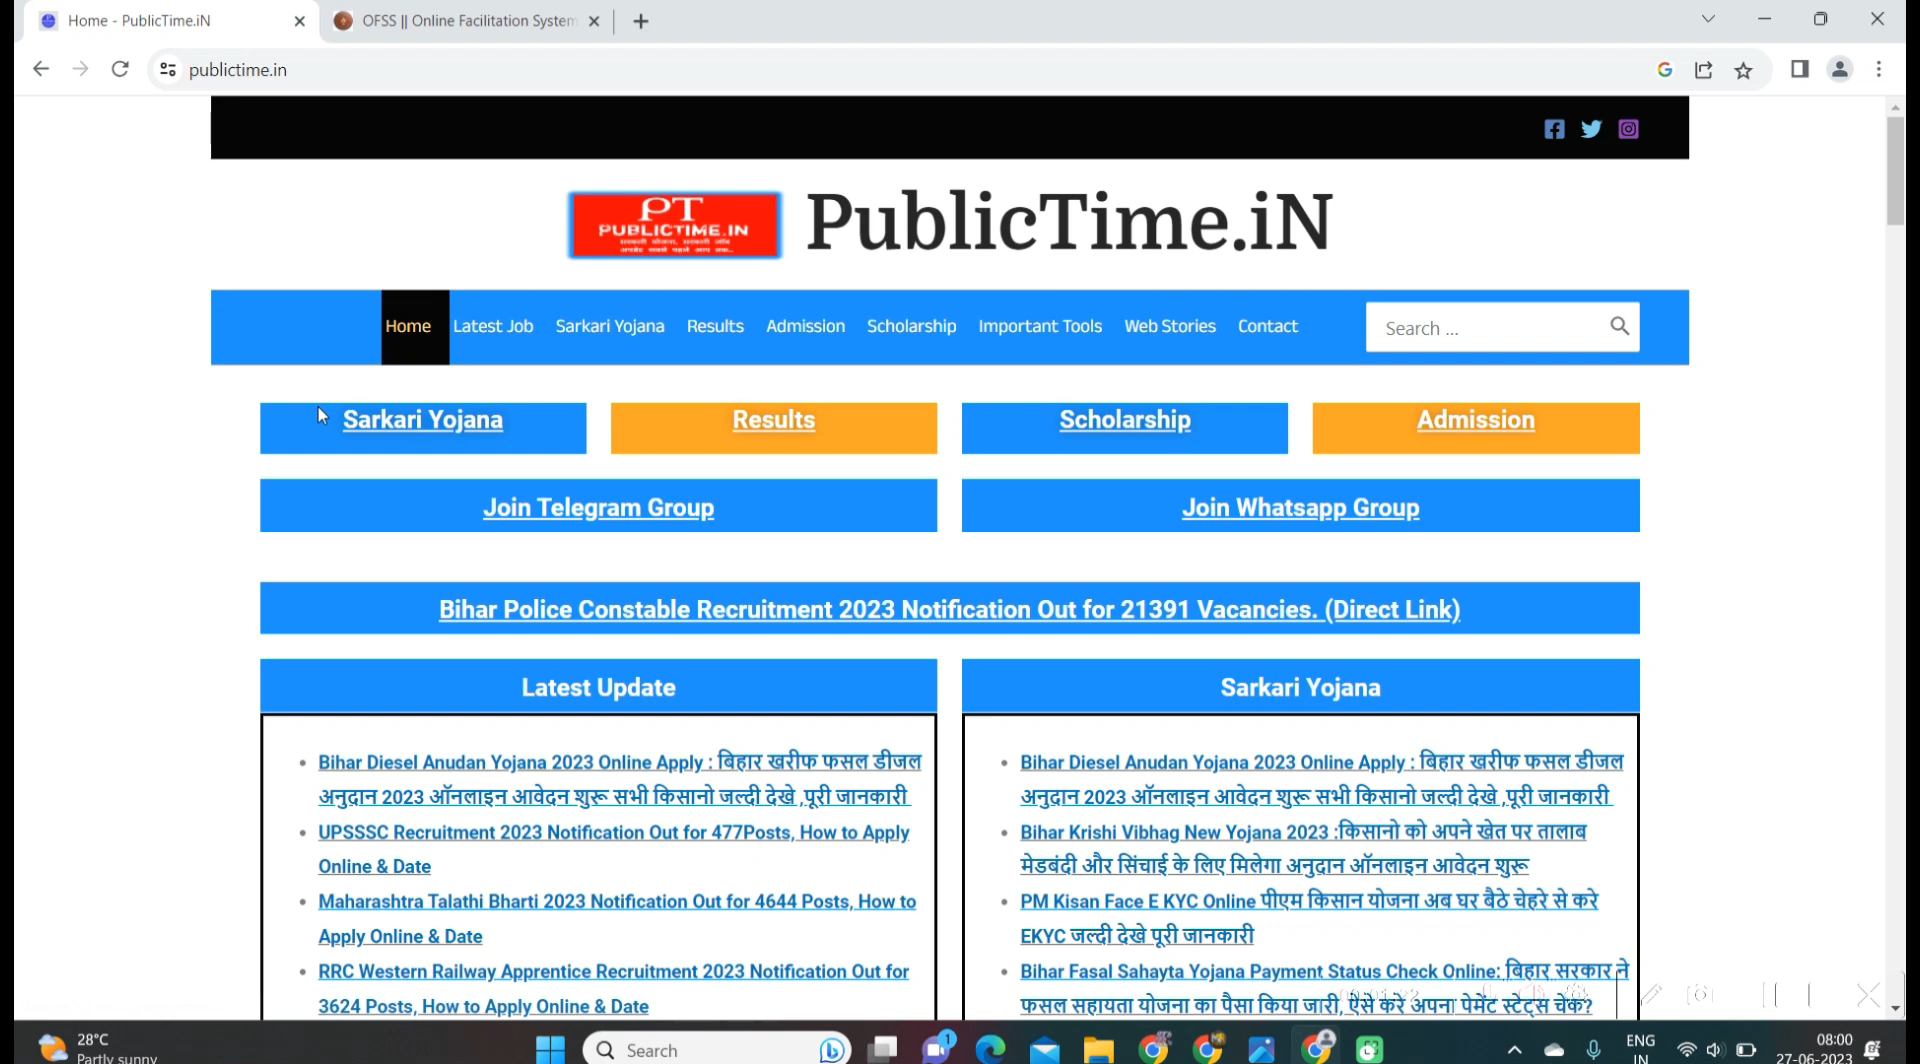 Home - PublicTime.iN
OFSS || Online Facilitation System
publictime.in
PT
PUBLICTIME.IN
सरकारी योजना, सरकारी जॉब
अपडेट सबसे पहले आप तक..
PublicTime.iN
Home Latest Job Sarkari Yojana Results Admission Scholarship Important Tools Web Stories Contact Search ...
Sarkari Yojana Results Scholarship Admission
Join Telegram Group Join Whatsapp Group
Bihar Police Constable Recruitment 2023 Notification Out for 21391 Vacancies. (Direct Link)
Latest Update
Bihar Diesel Anudan Yojana 2023 Online Apply : बिहार खरीफ फसल डीजल
अनुदान 2023 ऑनलाइन आवेदन शुरू सभी किसानो जल्दी देखे ,पूरी जानकारी
UPSSSC Recruitment 2023 Notification Out for 477Posts, How to Apply
Online & Date
Maharashtra Talathi Bharti 2023 Notification Out for 4644 Posts, How to
Apply Online & Date
RRC Western Railway Apprentice Recruitment 2023 Notification Out for
3624 Posts, How to Apply Online & Date
Sarkari Yojana
Bihar Diesel Anudan Yojana 2023 Online Apply : बिहार खरीफ फसल डीजल
अनुदान 2023 ऑनलाइन आवेदन शुरू सभी किसानो जल्दी देखे ,पूरी जानकारी
Bihar Krishi Vibhag New Yojana 2023 :किसानो को अपने खेत पर तालाब
मेडबंदी और सिंचाई के लिए मिलेगा अनुदान ऑनलाइन आवेदन शुरू
PM Kisan Face E KYC Online पीएम किसान योजना अब घर बैठे चेहरे से करे
EKYC जल्दी देखे पूरी जानकारी
Bihar Fasal Sahayta Yojana Payment Status Check Online: बिहार सरकार ने
फसल सहायता योजना का पैसा किया जारी, ऐसे करे अपना पेमेंट स्टेट्स चेक?
28°C
Partly sunny
Search
1
ENG
IN
08:00
27-06-2023